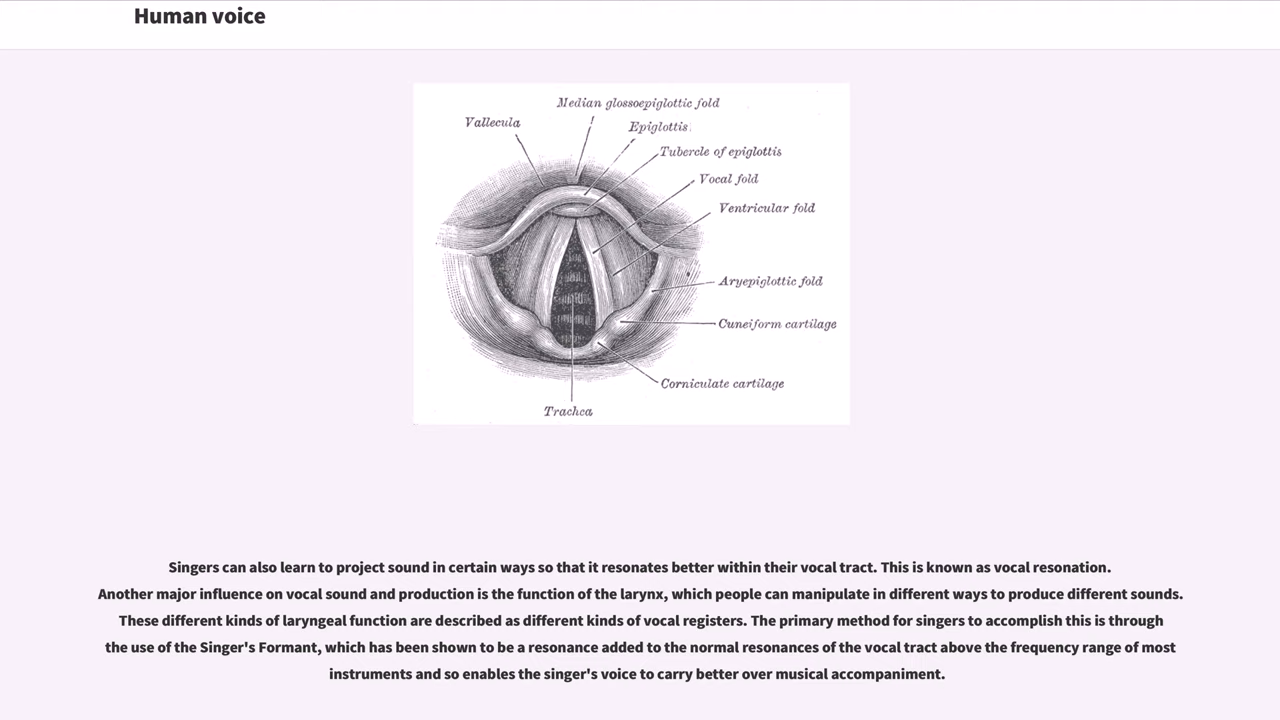 Human voice
Median glossoepiglottic fold
Vallecula
Epiglottis
Tubercle of epiglottis
Vocal fold
Ventricular fold
Aryepiglottic fold
Cuneiform cartilage
Corniculate cartilage
Trachea
Singers can also learn to project sound in certain ways so that it resonates better within their vocal tract. This is known as vocal resonation.
Another major influence on vocal sound and production is the function of the larynx, which people can manipulate in different ways to produce different sounds.
These different kinds of laryngeal function are described as different kinds of vocal registers. The primary method for singers to accomplish this is through
the use of the Singer's Formant, which has been shown to be a resonance added to the normal resonances of the vocal tract above the frequency range of most
instruments and so enables the singer's voice to carry better over musical accompaniment.